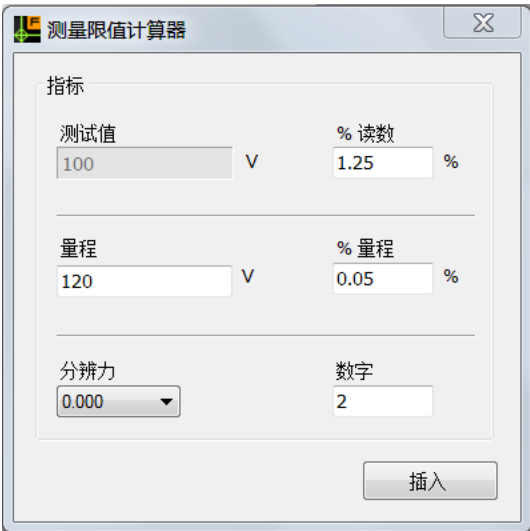 测量限值计算器
指标
测试值 % 读数
100 V 1.25 %
量程 % 量程
120 V 0.05 %
分辨力 数字
0.000 2
插入